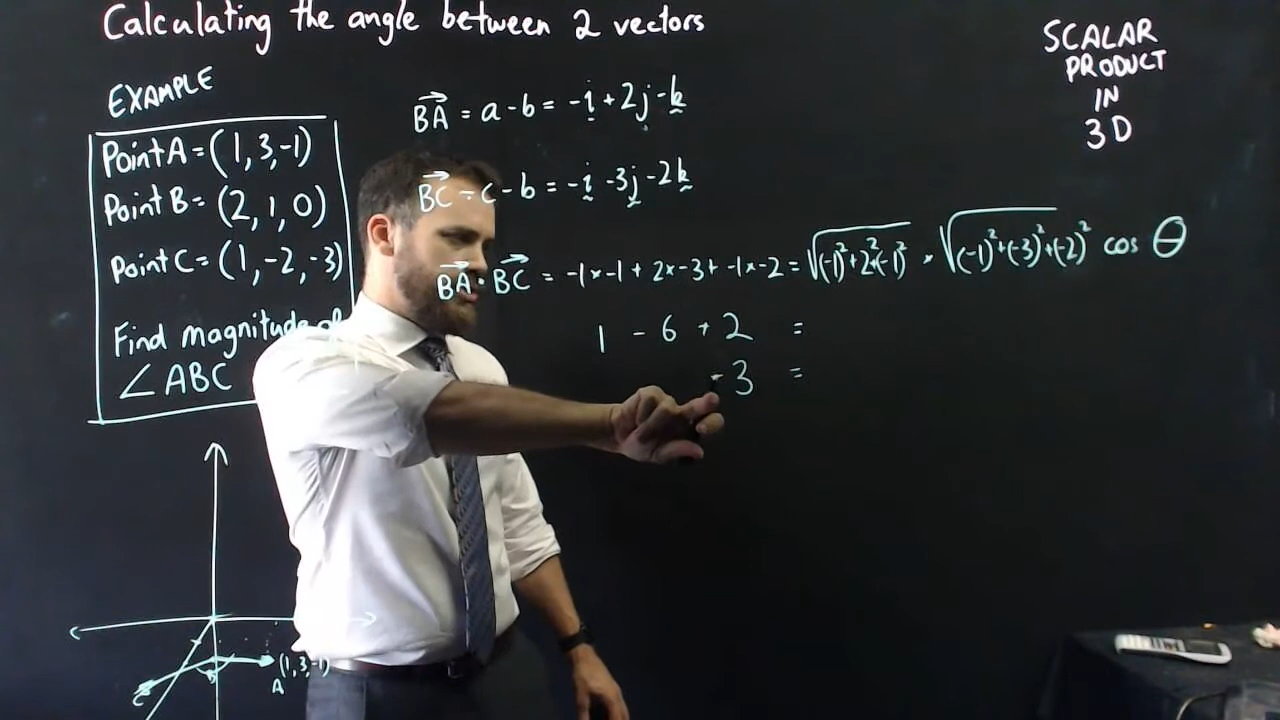 Calculating the angle between 2 vectors
SCALAR
PRODUCT
IN
3D
EXAMPLE
Point A = (1, 3, -1)
Point B = (2, 1, 0)
Point C = (1, -2, -3)
Find magnitude of
∠ABC
BA = a - b = -i + 2j - k
BC = c - b = -i - 3j - 2k
BA · BC = -1 × -1 + 2 × -3 + -1 × -2 = √(-1)² + 2² + (-1)² × √(-1)² + (-3)² + (-2)² cos θ
1 - 6 + 2 =
-3 =
(1, 3, -1)
A
B
C